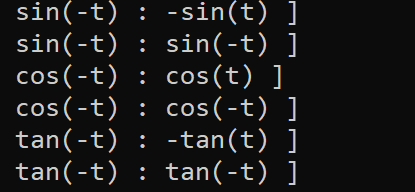 sin(-t) : -sin(t) ]
sin(-t) : sin(-t) ]
cos(-t) : cos(t) ]
cos(-t) : cos(-t) ]
tan(-t) : -tan(t) ]
tan(-t) : tan(-t) ]